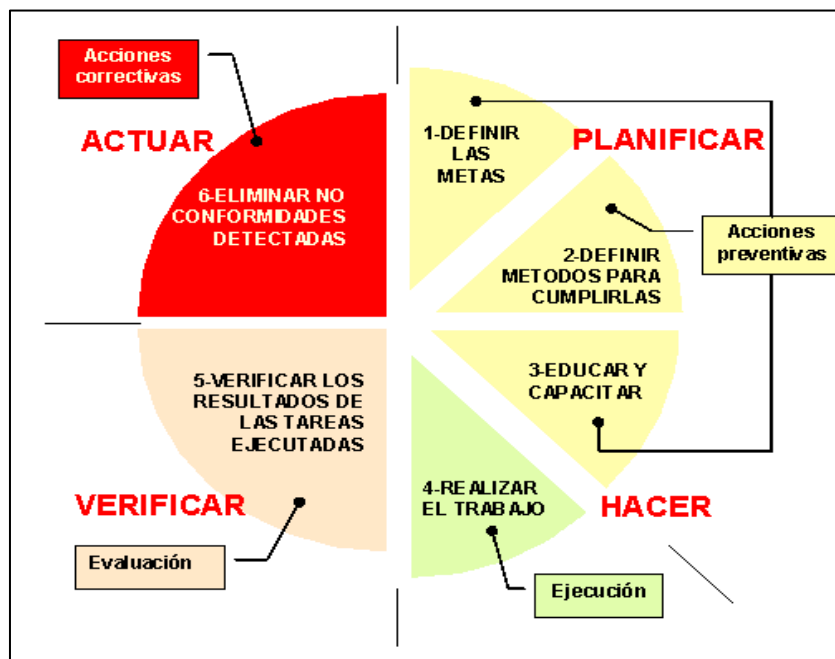 Acciones
correctivas
ACTUAR
6-ELIMINAR NO
CONFORMIDADES
DETECTADAS
1-DEFINIR
LAS
METAS
PLANIFICAR
2-DEFINIR
METODOS PARA
CUMPLIRLAS
Acciones
preventivas
3-EDUCAR Y
CAPACITAR
HACER
4-REALIZAR
EL TRABAJO
Ejecución
5-VERIFICAR LOS
RESULTADOS DE
LAS TAREAS
EJECUTADAS
VERIFICAR
Evaluación